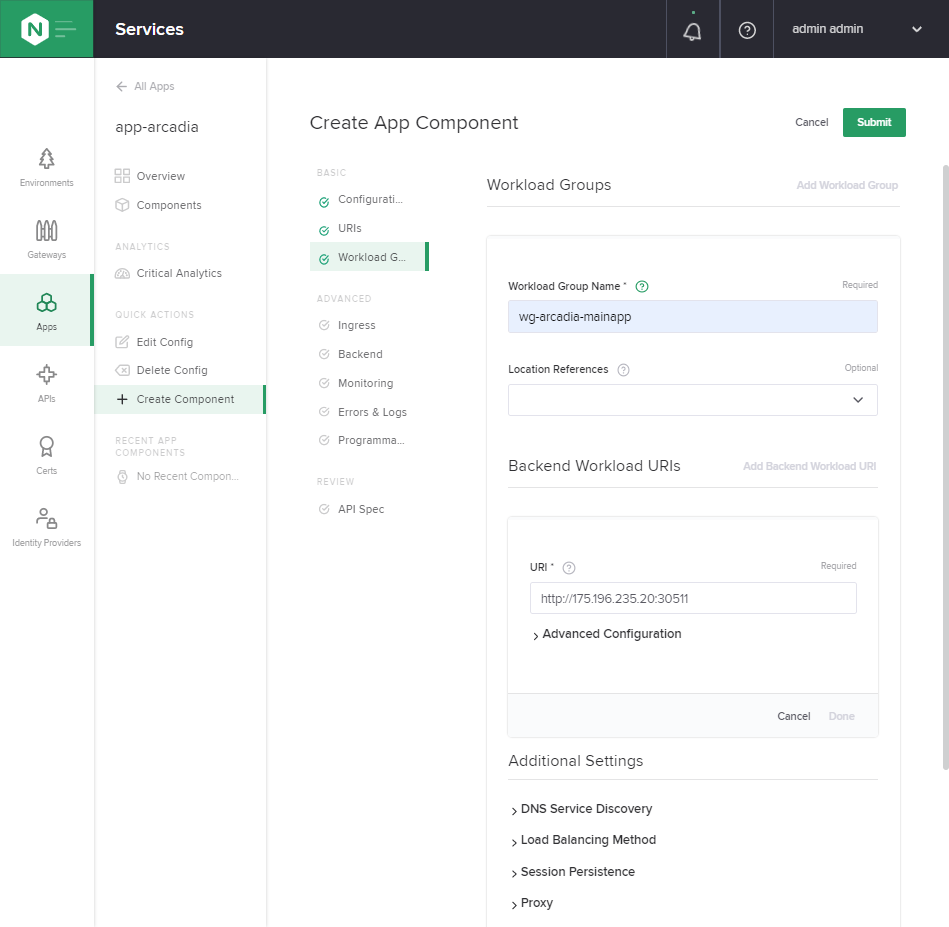 N
Services
admin admin
Environments
Gateways
Apps
APIs
Certs
Identity Providers
All Apps
app-arcadia
Overview
Components
ANALYTICS
Critical Analytics
QUICK ACTIONS
Edit Config
Delete Config
Create Component
RECENT APP
COMPONENTS
No Recent Compon...
Create App Component
Cancel
Submit
BASIC
Configurati...
URIs
Workload G...
ADVANCED
Ingress
Backend
Monitoring
Errors & Logs
Programma...
REVIEW
API Spec
Workload Groups
Add Workload Group
Workload Group Name *
Required
wg-arcadia-mainapp
Location References
Optional
Backend Workload URIs
Add Backend Workload URI
URI *
Required
http://175.196.235.20:30511
Advanced Configuration
Cancel
Done
Additional Settings
DNS Service Discovery
Load Balancing Method
Session Persistence
Proxy